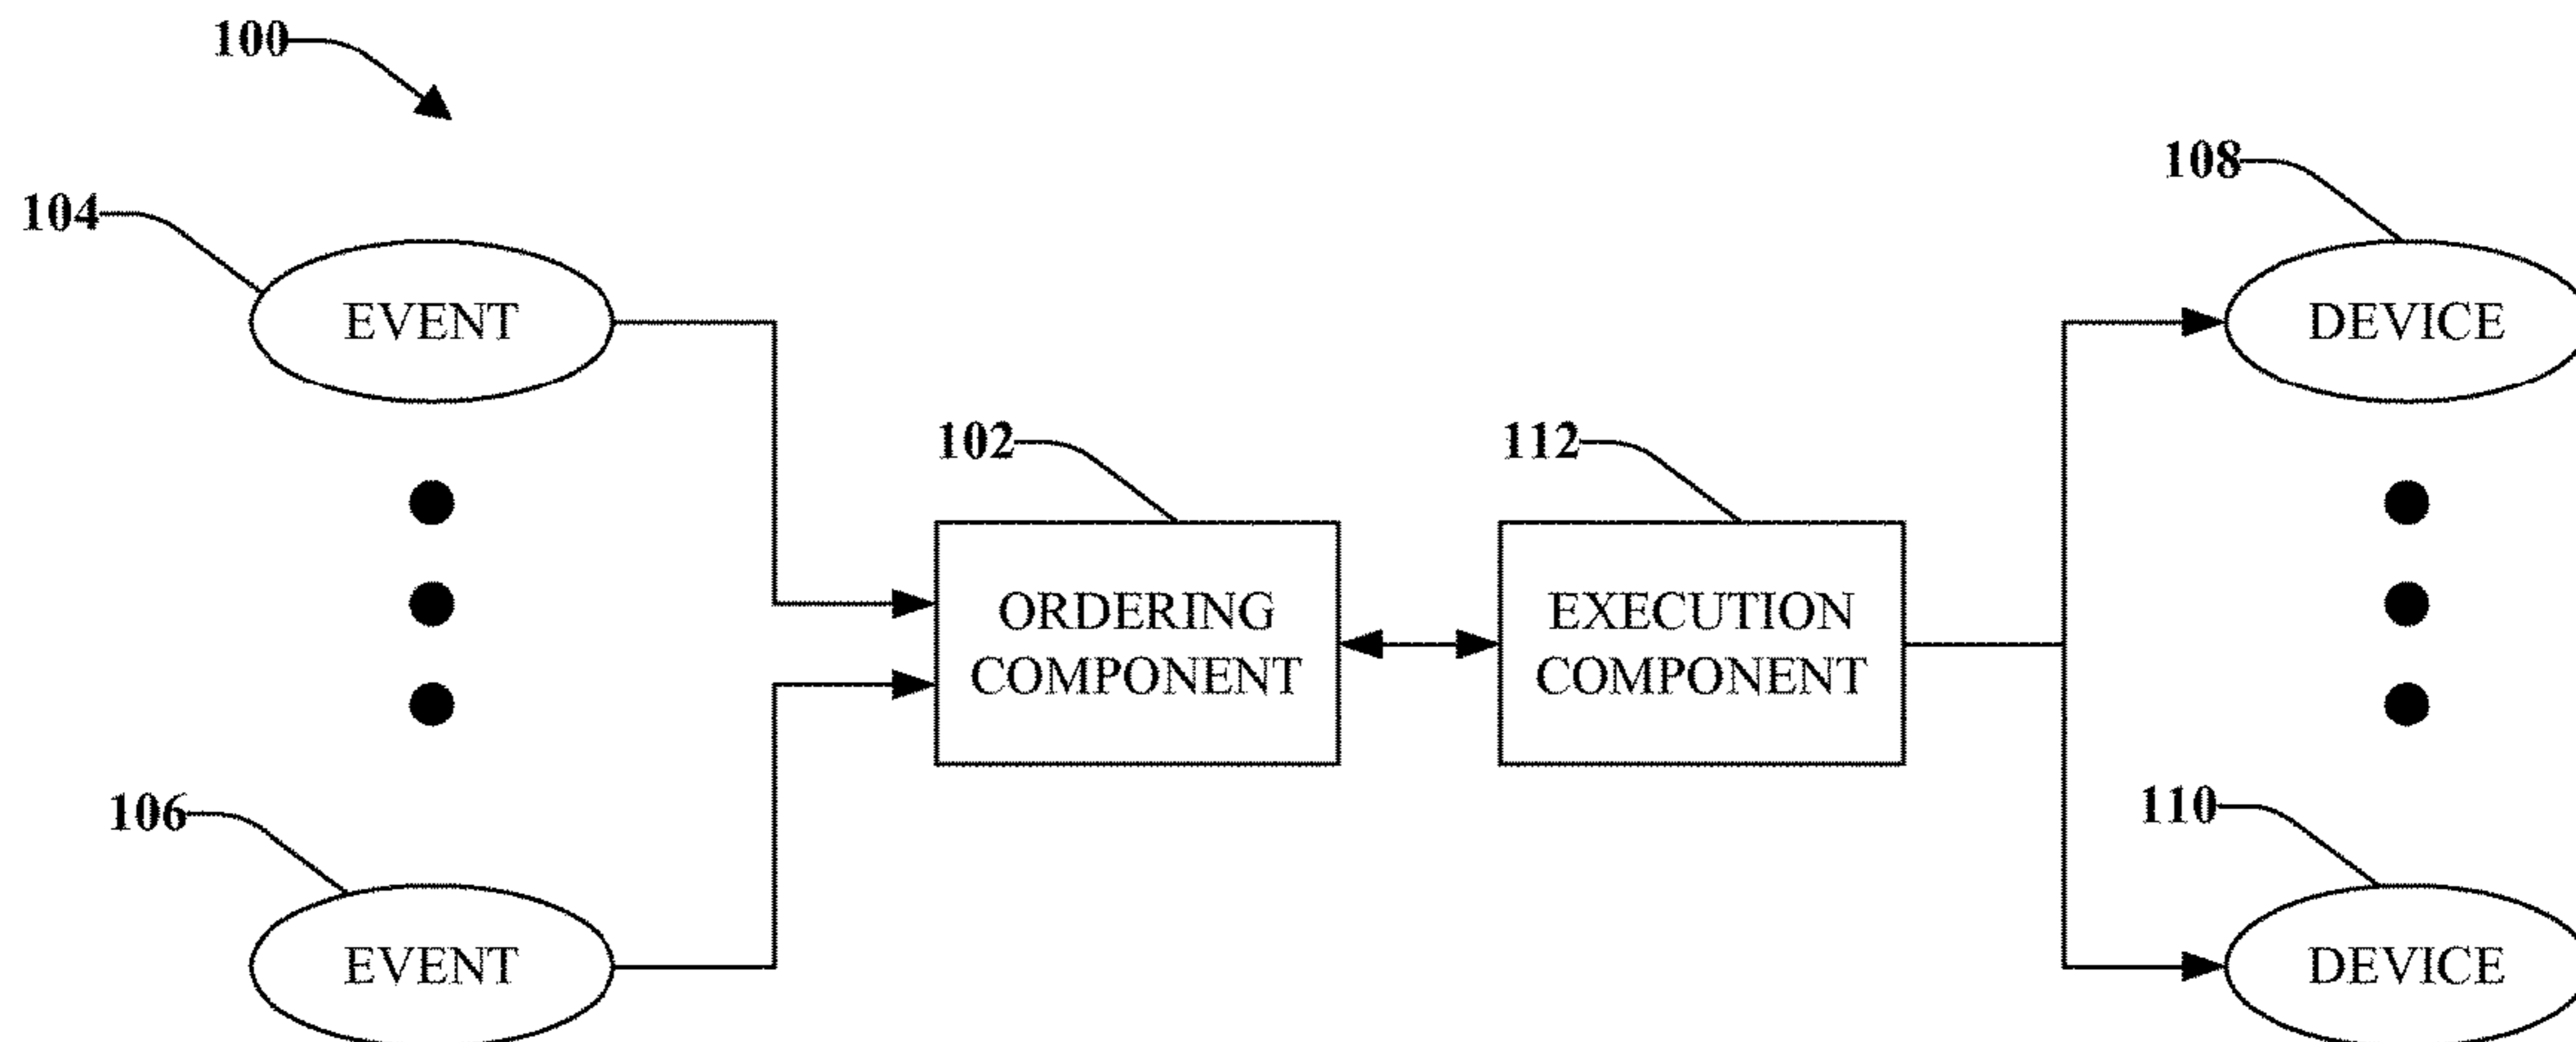 100
108
104
EVENT
DEVICE
102
112
ORDERING
COMPONENT
EXECUTION
COMPONENT
106
110
EVENT
DEVICE